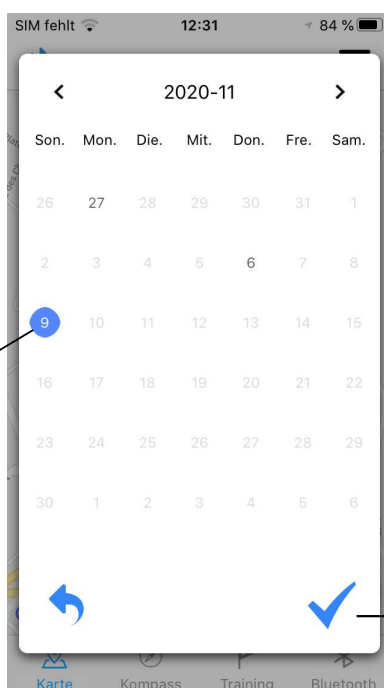 SIM fehlt 12:31 84 %
2020-11
Son. Mon. Die. Mit. Don. Fre. Sam.
26 27 28 29 30 31 1
2 3 4 5 6 7 8
9 10 11 12 13 14 15
16 17 18 19 20 21 22
23 24 25 26 27 28 29
30 1 2 3 4 5 6
Karte Kompass Training Bluetooth